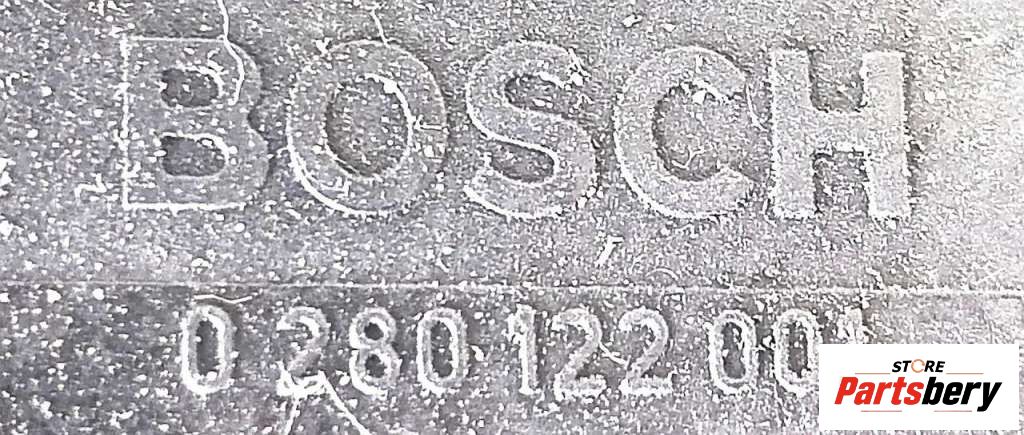 BOSCH
0 280 122 00
STORE
Partsbery